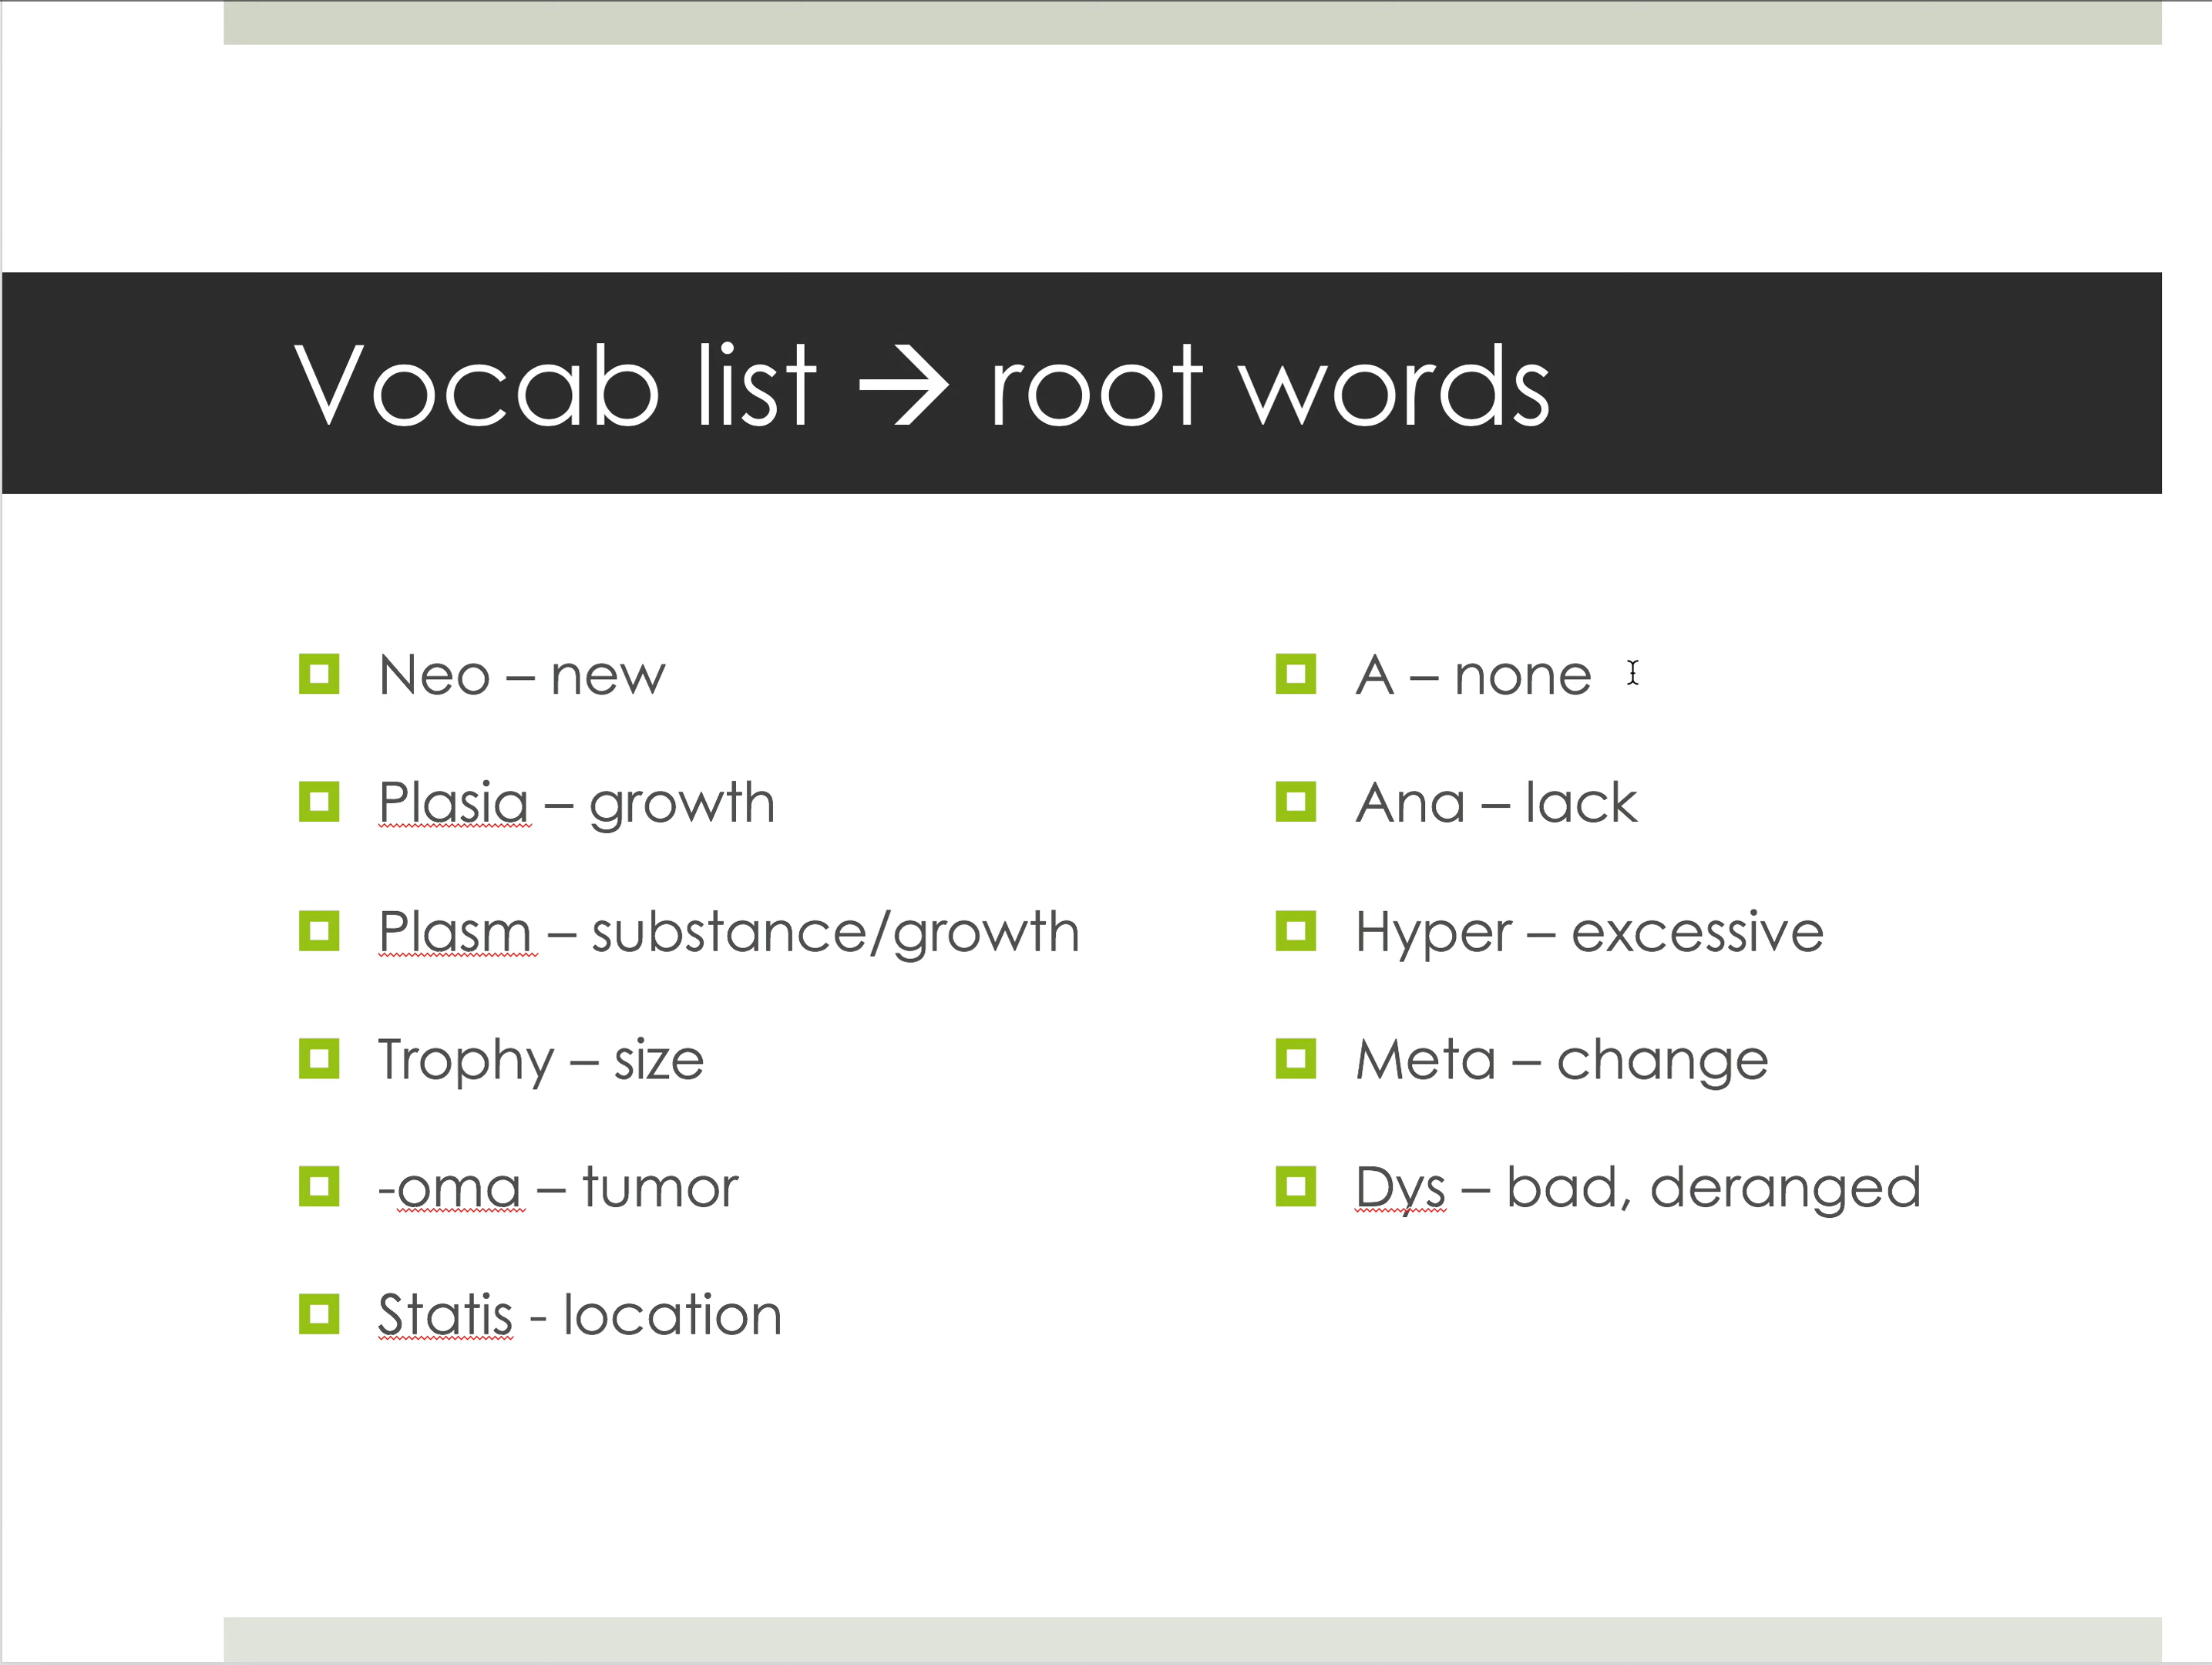 Vocab list → root words
Neo – new
Plasia – growth
Plasm – substance/growth
Trophy – size
-oma – tumor
Statis - location
A – none
Ana – lack
Hyper – excessive
Meta – change
Dys – bad, deranged